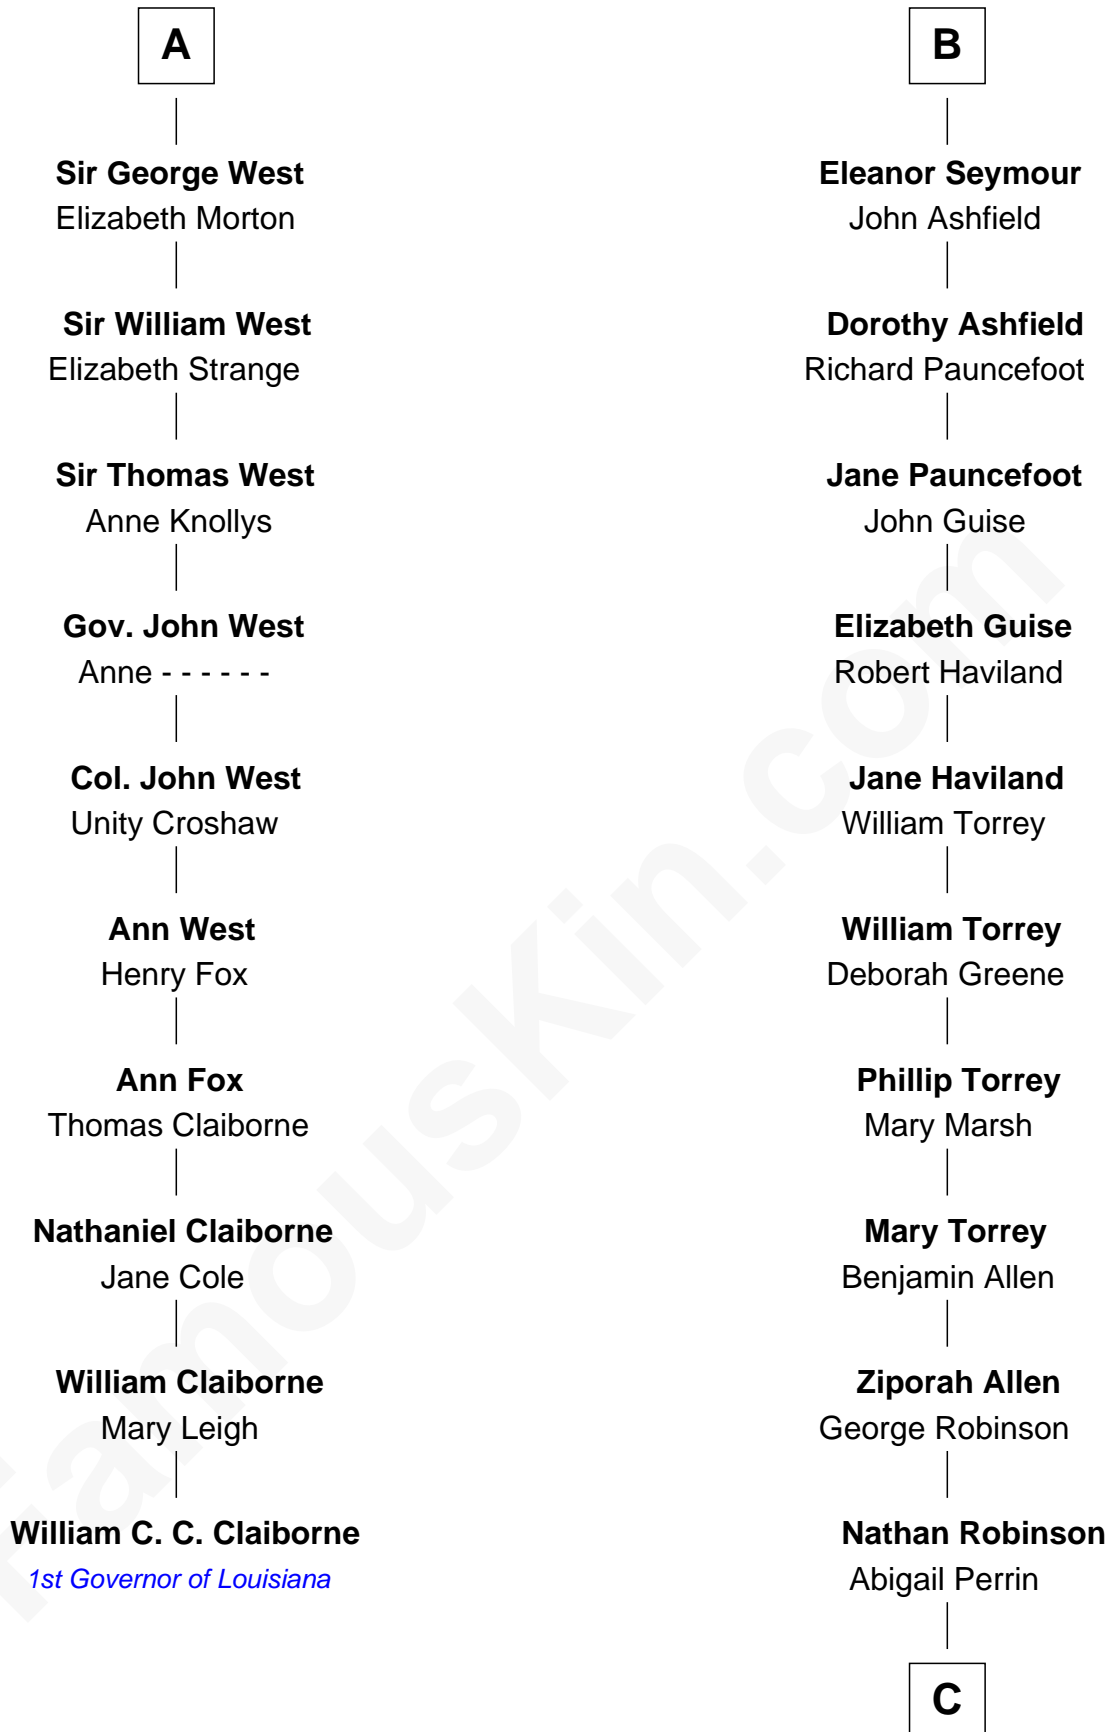 A
Sir George West
Elizabeth Morton
Sir William West
Elizabeth Strange
Sir Thomas West
Anne Knollys
Gov. John West
Anne - - - - - -
Col. John West
Unity Croshaw
Ann West
Henry Fox
Ann Fox
Thomas Claiborne
Nathaniel Claiborne
Jane Cole
William Claiborne
Mary Leigh
William C. C. Claiborne
1st Governor of Louisiana
B
Eleanor Seymour
John Ashfield
Dorothy Ashfield
Richard Pauncefoot
Jane Pauncefoot
John Guise
Elizabeth Guise
Robert Haviland
Jane Haviland
William Torrey
William Torrey
Deborah Greene
Phillip Torrey
Mary Marsh
Mary Torrey
Benjamin Allen
Ziporah Allen
George Robinson
Nathan Robinson
Abigail Perrin
C
FamousKin.com